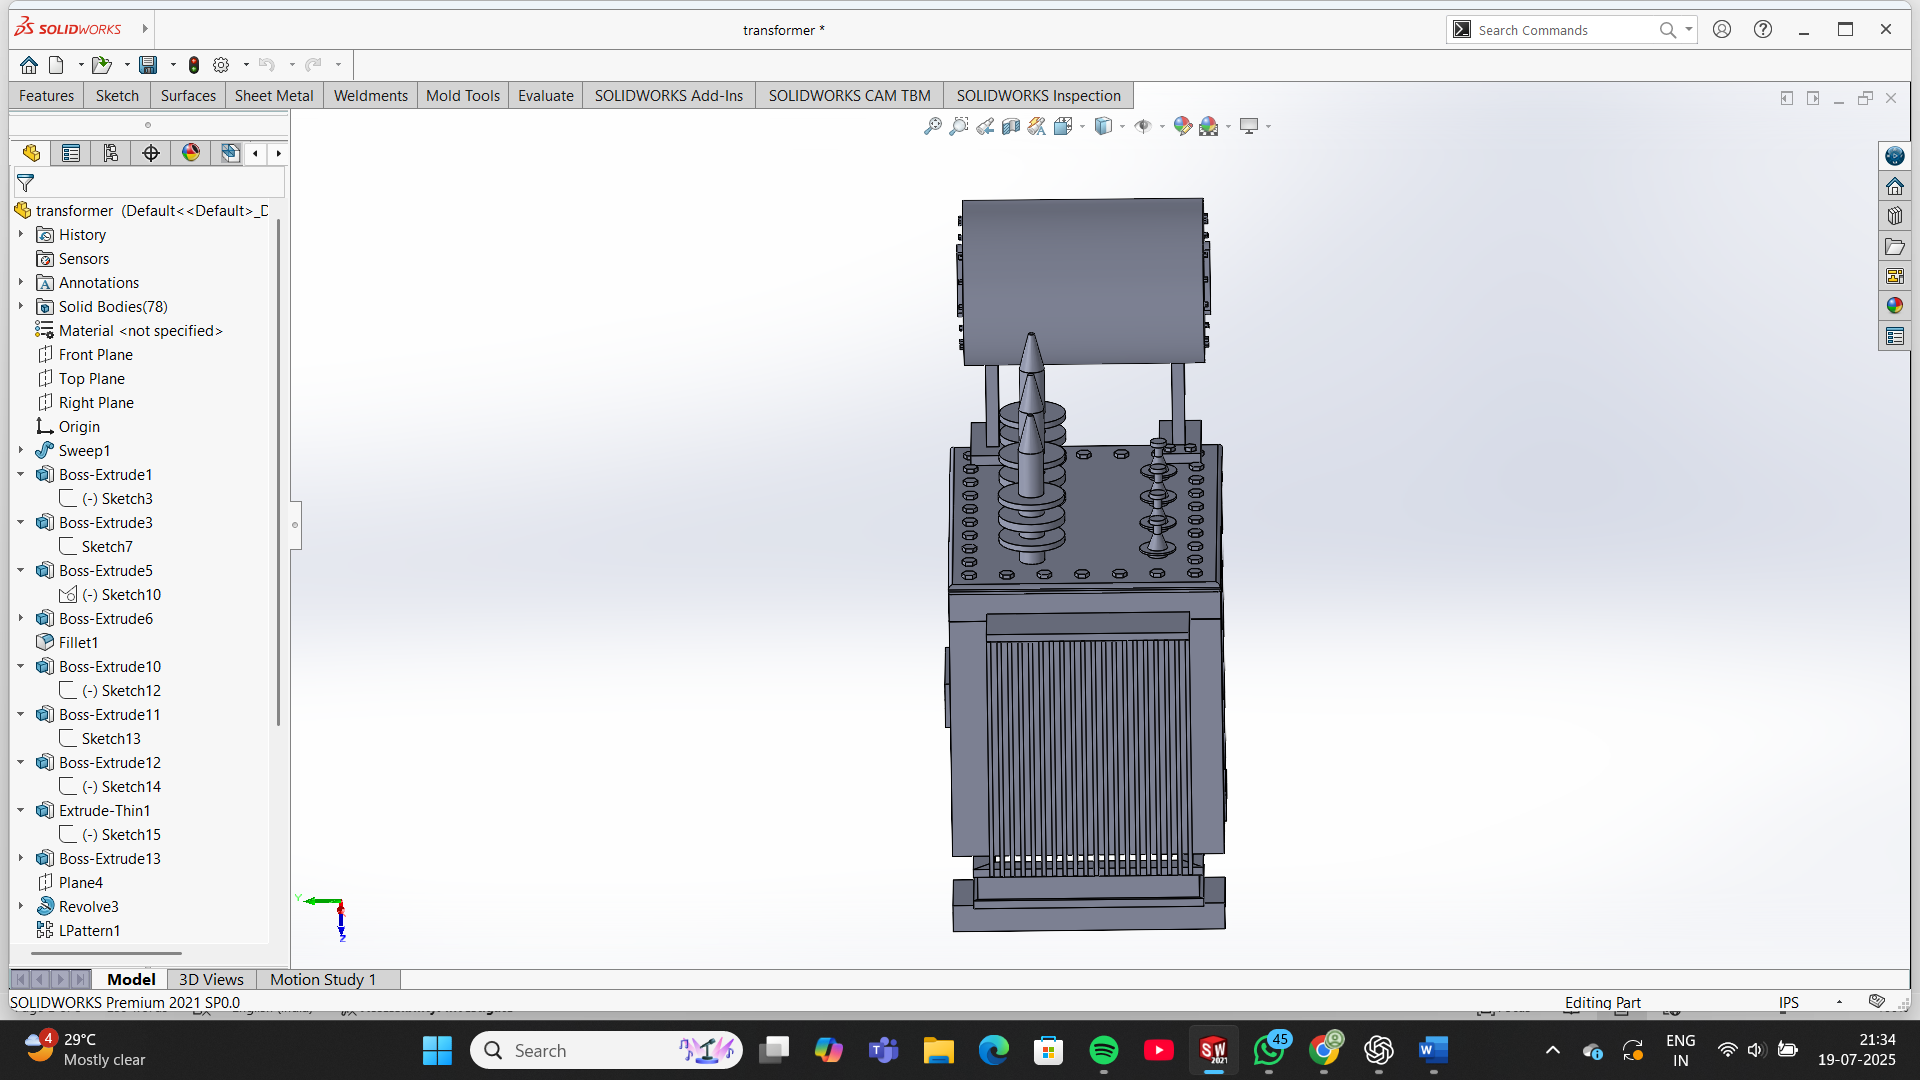 SOLIDWORKS
transformer *
Search Commands
Features Sketch Surfaces Sheet Metal Weldments Mold Tools Evaluate SOLIDWORKS Add-Ins SOLIDWORKS CAM TBM SOLIDWORKS Inspection
transformer (Default<<Default>_D
History
Sensors
Annotations
Solid Bodies(78)
Material <not specified>
Front Plane
Top Plane
Right Plane
Origin
Sweep1
Boss-Extrude1
(-) Sketch3
Boss-Extrude3
Sketch7
Boss-Extrude5
(-) Sketch10
Boss-Extrude6
Fillet1
Boss-Extrude10
(-) Sketch12
Boss-Extrude11
Sketch13
Boss-Extrude12
(-) Sketch14
Extrude-Thin1
(-) Sketch15
Boss-Extrude13
Plane4
Revolve3
LPattern1
Y
Z
Model 3D Views Motion Study 1
SOLIDWORKS Premium 2021 SP0.0
Editing Part
IPS
4
29°C
Mostly clear
Search
SW
2021
45
ENG
IN
21:34
19-07-2025